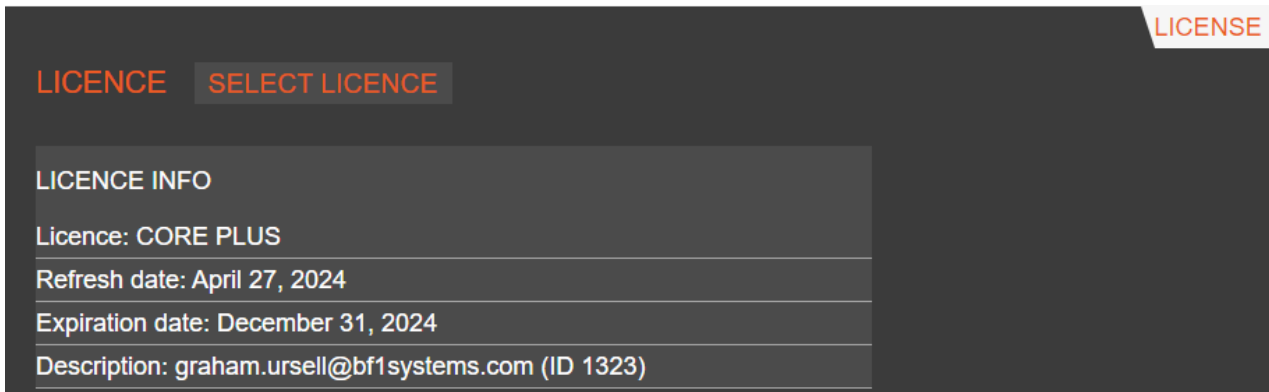 LICENSE
LICENCE SELECT LICENCE
LICENCE INFO
Licence: CORE PLUS
Refresh date: April 27, 2024
Expiration date: December 31, 2024
Description: graham.ursell@bf1systems.com (ID 1323)